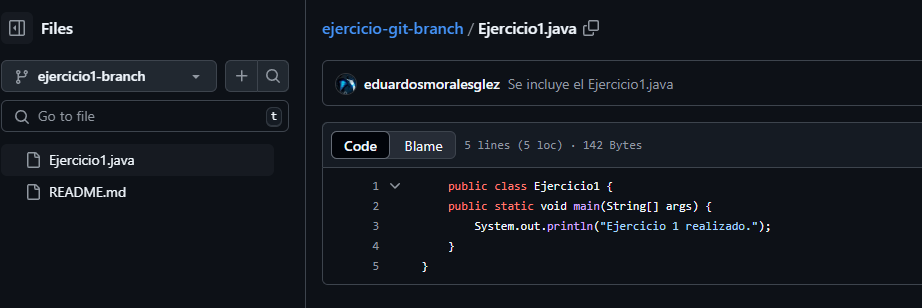 Files
ejercicio1-branch
Go to file
t
Ejercicio1.java
README.md
ejercicio-git-branch / Ejercicio1.java
eduardosmoralesglez Se incluye el Ejercicio1.java
Code Blame 5 lines (5 loc) · 142 Bytes
1 public class Ejercicio1 {
2 public static void main(String[] args) {
3 System.out.println("Ejercicio 1 realizado.");
4 }
5 }